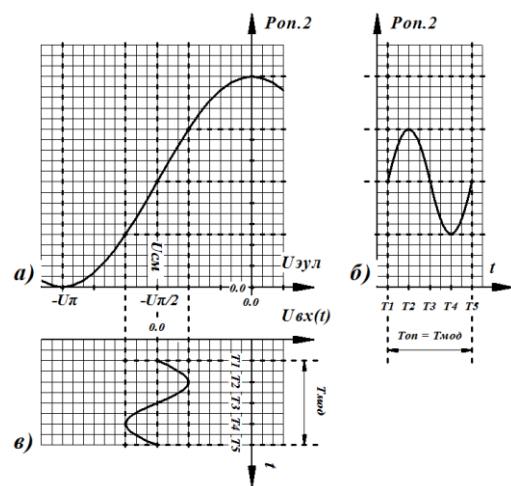 Pоп.2
Pоп.2
а)
Uсм
Uэул
0.0
-Uπ
-Uπ/2
0.0
0.0
б)
t
T1 T2 T3 T4 T5
Tоп = Tмод
Uвх(t)
в)
T1 T2 T3 T4 T5
Tмод
t